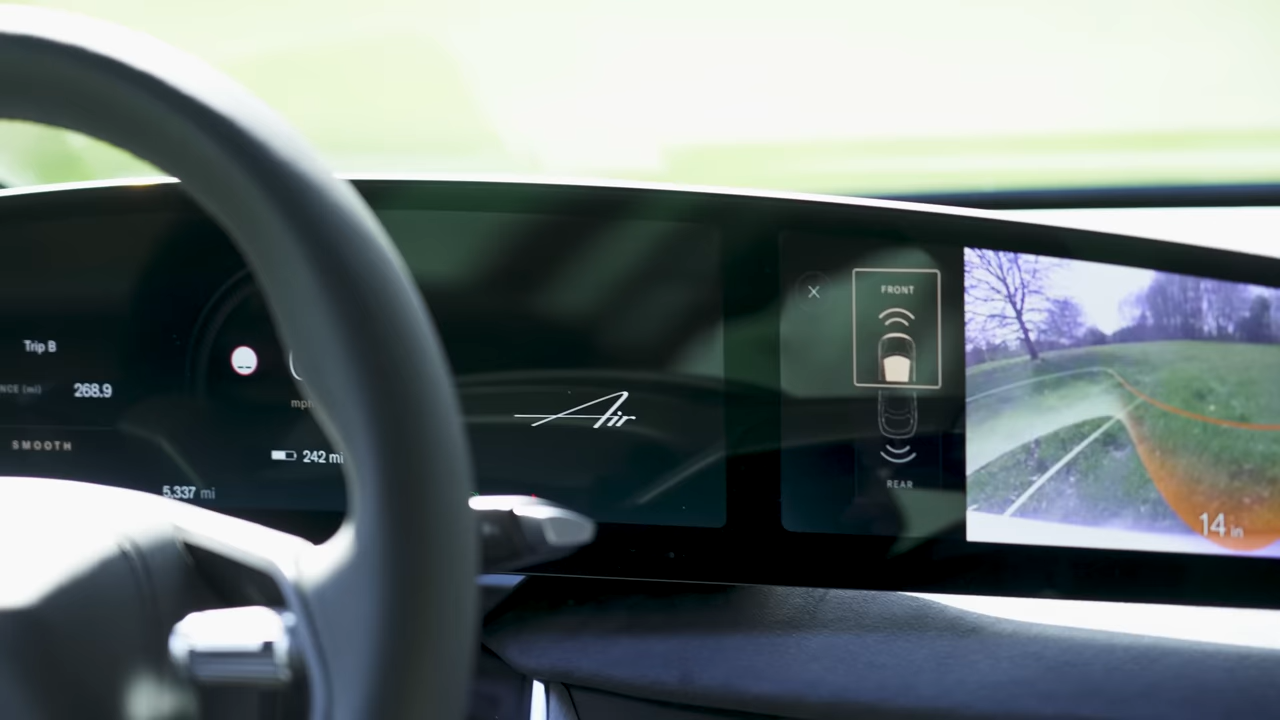 Trip B
NCE (mi) 268.9
SMOOTH
mph
242 mi
5,337 mi
Air
FRONT
REAR
14 in